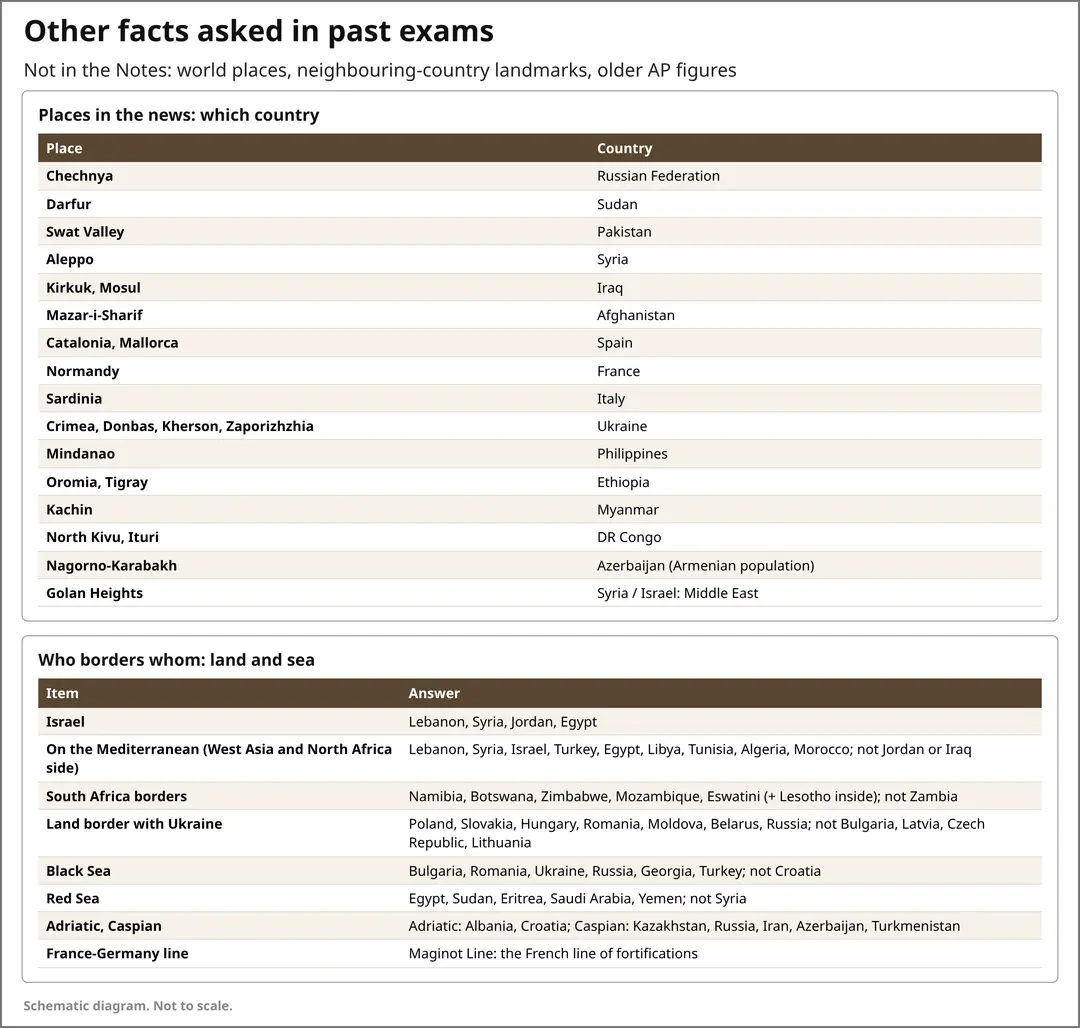 Other facts asked in past exams
Not in the Notes: world places, neighbouring-country landmarks, older AP figures
Places in the news: which country
Place Country
Chechnya Russian Federation
Darfur Sudan
Swat Valley Pakistan
Aleppo Syria
Kirkuk, Mosul Iraq
Mazar-i-Sharif Afghanistan
Catalonia, Mallorca Spain
Normandy France
Sardinia Italy
Crimea, Donbas, Kherson, Zaporizhzhia Ukraine
Mindanao Philippines
Oromia, Tigray Ethiopia
Kachin Myanmar
North Kivu, Ituri DR Congo
Nagorno-Karabakh Azerbaijan (Armenian population)
Golan Heights Syria / Israel: Middle East
Who borders whom: land and sea
Item Answer
Israel Lebanon, Syria, Jordan, Egypt
On the Mediterranean (West Asia and North Africa Lebanon, Syria, Israel, Turkey, Egypt, Libya, Tunisia, Algeria, Morocco; not Jordan or Iraq
side)
South Africa borders Namibia, Botswana, Zimbabwe, Mozambique, Eswatini (+ Lesotho inside); not Zambia
Land border with Ukraine Poland, Slovakia, Hungary, Romania, Moldova, Belarus, Russia; not Bulgaria, Latvia, Czech
Republic, Lithuania
Black Sea Bulgaria, Romania, Ukraine, Russia, Georgia, Turkey; not Croatia
Red Sea Egypt, Sudan, Eritrea, Saudi Arabia, Yemen; not Syria
Adriatic, Caspian Adriatic: Albania, Croatia; Caspian: Kazakhstan, Russia, Iran, Azerbaijan, Turkmenistan
France-Germany line Maginot Line: the French line of fortifications
Schematic diagram. Not to scale.